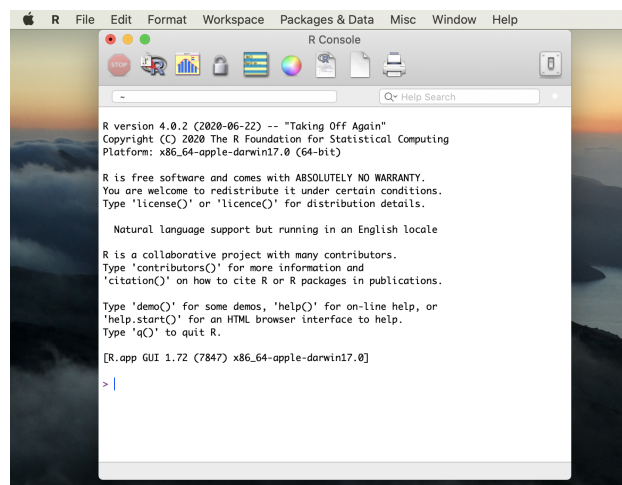 R File Edit Format Workspace Packages & Data Misc Window Help
R Console
STOP
~
Help Search
R version 4.0.2 (2020-06-22) -- "Taking Off Again"
Copyright (C) 2020 The R Foundation for Statistical Computing
Platform: x86_64-apple-darwin17.0 (64-bit)
R is free software and comes with ABSOLUTELY NO WARRANTY.
You are welcome to redistribute it under certain conditions.
Type 'license()' or 'licence()' for distribution details.
Natural language support but running in an English locale
R is a collaborative project with many contributors.
Type 'contributors()' for more information and
'citation()' on how to cite R or R packages in publications.
Type 'demo()' for some demos, 'help()' for on-line help, or
'help.start()' for an HTML browser interface to help.
Type 'q()' to quit R.
[R.app GUI 1.72 (7847) x86_64-apple-darwin17.0]
>